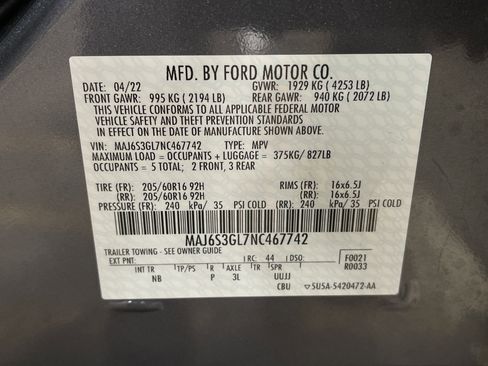 MFD. BY FORD MOTOR CO.
DATE: 04/22 GVWR: 1929 KG ( 4253 LB)
FRONT GAWR: 995 KG ( 2194 LB) REAR GAWR: 940 KG ( 2072 LB)
THIS VEHICLE CONFORMS TO ALL APPLICABLE FEDERAL MOTOR
VEHICLE SAFETY AND THEFT PREVENTION STANDARDS
IN EFFECT ON THE DATE OF MANUFACTURE SHOWN ABOVE.
VIN: MAJ6S3GL7NC467742 TYPE: MPV
MAXIMUM LOAD = OCCUPANTS + LUGGAGE = 375KG/ 827LB
OCCUPANTS = 5 TOTAL; 2 FRONT, 3 REAR
TIRE (FR): 205/60R16 92H RIMS (FR): 16x6.5J
(RR): 205/60R16 92H (RR): 16x6.5J
PRESSURE (FR): 240 kPa/ 35 PSI COLD (RR): 240 kPa/ 35 PSI COLD
MAJ6S3GL7NC467742
TRAILER TOWING - SEE OWNER GUIDE
EXT PNT: RC: 44 DSO: F0021
R0033
INT TR TP/PS R AXLE TR SPR
NB P 3L UUJJ
CBU ▽5U5A-5420472-AA